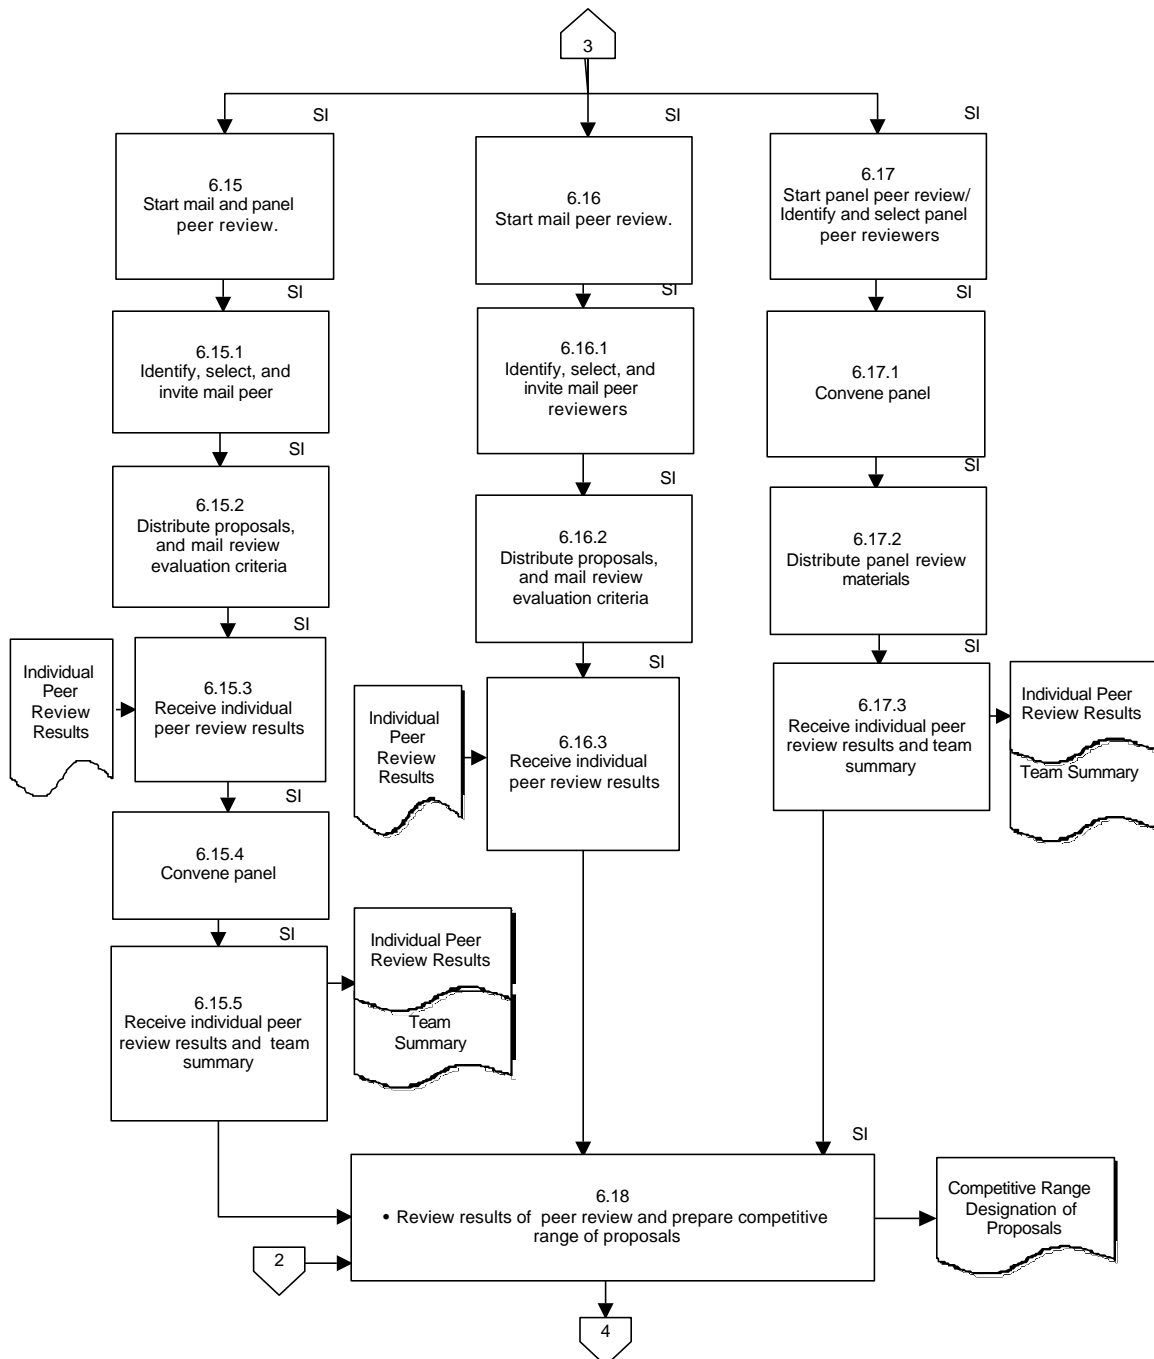 3
SI
SI
SI
6.15
Start mail and panel
peer review.
6.16
Start mail peer review.
6.17
Start panel peer review/
Identify and select panel
peer reviewers
SI
SI
SI
6.15.1
Identify, select, and
invite mail peer
6.16.1
Identify, select, and
invite mail peer
reviewers
6.17.1
Convene panel
SI
SI
SI
6.15.2
Distribute proposals,
and mail review
evaluation criteria
6.16.2
Distribute proposals,
and mail review
evaluation criteria
6.17.2
Distribute panel review
materials
SI
SI
SI
Individual
Peer
Review
Results
6.15.3
Receive individual
peer review results
Individual
Peer
Review
Results
6.16.3
Receive individual
peer review results
6.17.3
Receive individual peer
review results and team
summary
Individual Peer
Review Results
Team Summary
SI
6.15.4
Convene panel
SI
6.15.5
Receive individual peer
review results and team
summary
Individual Peer
Review Results
Team
Summary
SI
6.18
• Review results of peer review and prepare competitive
range of proposals
Competitive Range
Designation of
Proposals
2
4